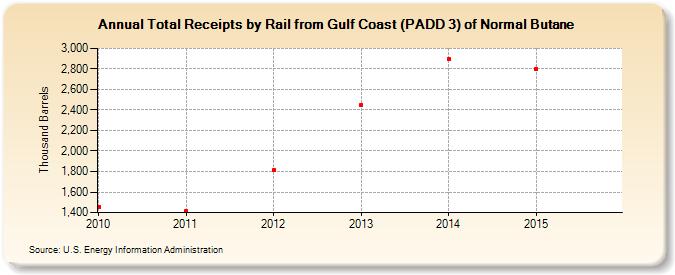 Annual Total Receipts by Rail from Gulf Coast (PADD 3) of Normal Butane
Thousand Barrels
3,000
2,800
2,600
2,400
2,200
2,000
1,800
1,600
1,400
2010 2011 2012 2013 2014 2015
Source: U.S. Energy Information Administration